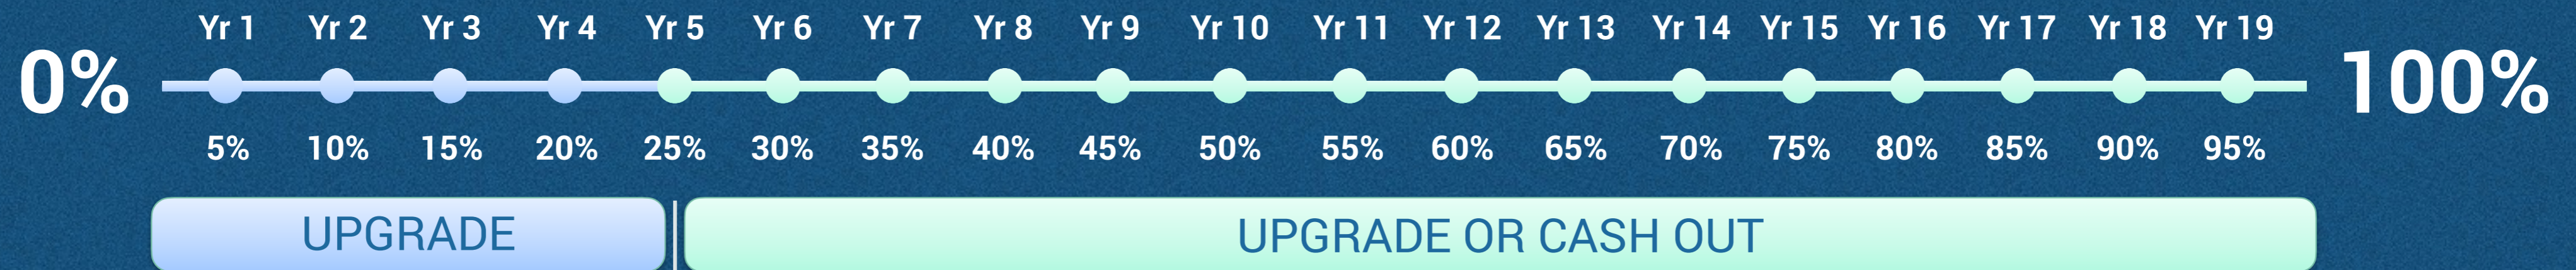 Yr 1 Yr 2 Yr 3 Yr 4 Yr 5 Yr 6 Yr 7 Yr 8 Yr 9 Yr 10 Yr 11 Yr 12 Yr 13 Yr 14 Yr 15 Yr 16 Yr 17 Yr 18 Yr 19
0% 100%
5% 10% 15% 20% 25% 30% 35% 40% 45% 50% 55% 60% 65% 70% 75% 80% 85% 90% 95%
UPGRADE UPGRADE OR CASH OUT